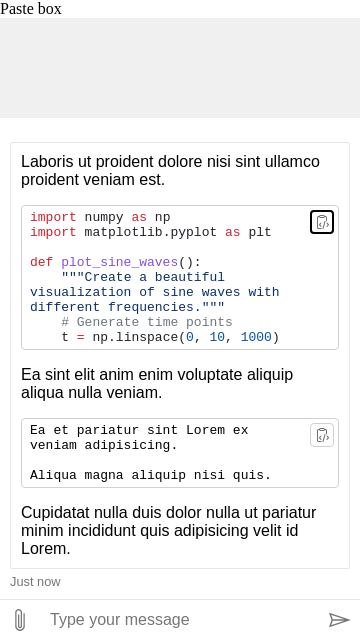 Paste box
Laboris ut proident dolore nisi sint ullamco
proident veniam est.
import numpy as np
import matplotlib.pyplot as plt
def plot_sine_waves():
    """Create a beautiful
visualization of sine waves with
different frequencies."""
    # Generate time points
    t = np.linspace(0, 10, 1000)
Ea sint elit anim enim voluptate aliquip
aliqua nulla veniam.
Ea et pariatur sint Lorem ex
veniam adipisicing.
Aliqua magna aliquip nisi quis.
Cupidatat nulla duis dolor nulla ut pariatur
minim incididunt quis adipisicing velit id
Lorem.
Just now
Type your message